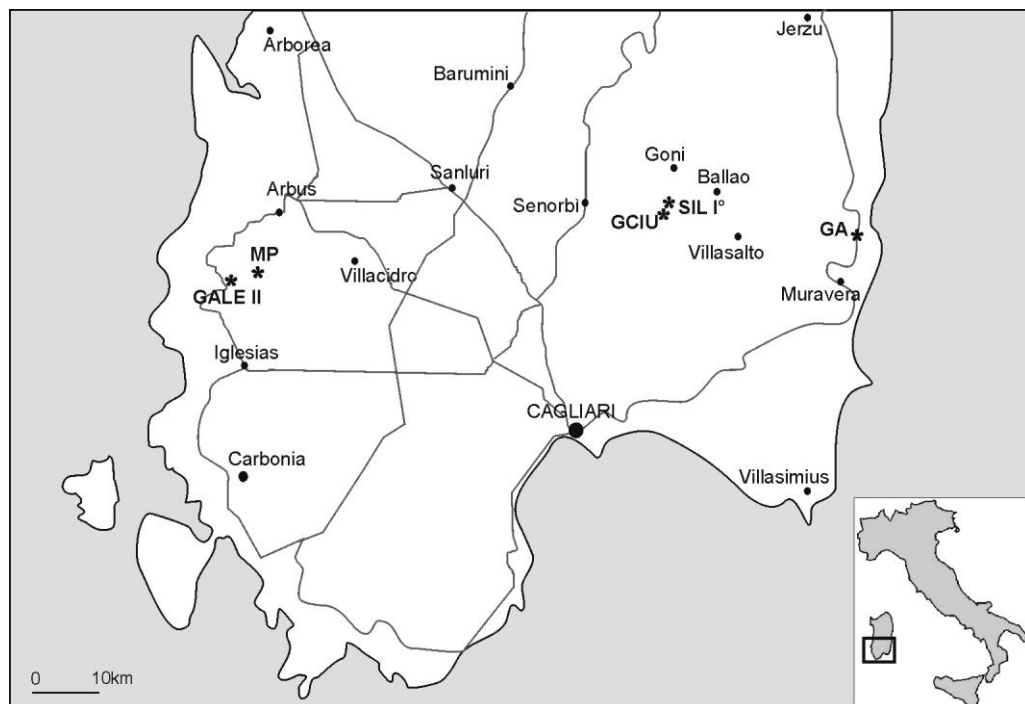 Arborea
Jerzu
Barumini
Goni
Ballao
Sanluri
Arbus
SIL I°
Senorbì
GCIU
GA
Villasalto
MP
Villacidro
GALE II
Muravera
Iglesias
CAGLIARI
Carbonia
Villasimius
0 10km